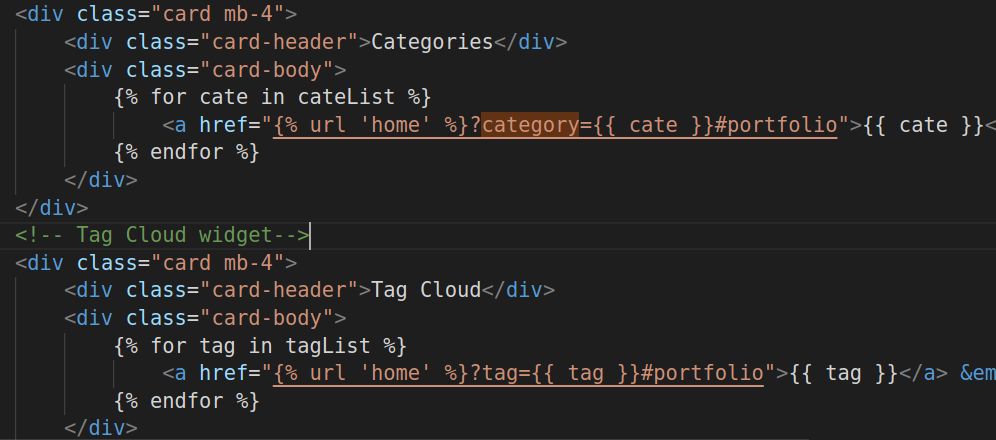 <div class="card mb-4">
<div class="card-header">Categories</div>
<div class="card-body">
{% for cate in cateList %}
<a href="{% url 'home' %}?category={{ cate }}#portfolio">{{ cate }}<
{% endfor %}
</div>
</div>
<!-- Tag Cloud widget-->
<div class="card mb-4">
<div class="card-header">Tag Cloud</div>
<div class="card-body">
{% for tag in tagList %}
<a href="{% url 'home' %}?tag={{ tag }}#portfolio">{{ tag }}</a> &em
{% endfor %}
</div>